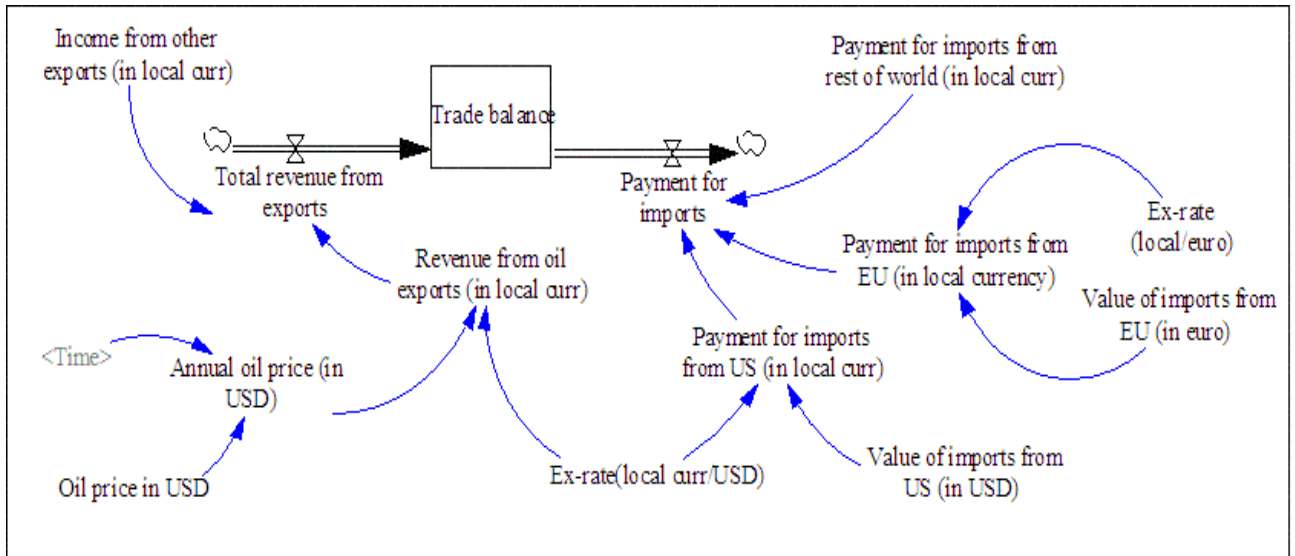 Income from other
exports (in local curr)
Payment for imports from
rest of world (in local curr)
Trade balance
Total revenue from
exports
Payment for
imports
Ex-rate
(local/euro)
Payment for imports from
EU (in local currency)
Revenue from oil
exports (in local curr)
Value of imports from
EU (in euro)
<Time>
Annual oil price (in
USD)
Payment for imports
from US (in local curr)
Oil price in USD
Ex-rate(local curr/USD)
Value of imports from
US (in USD)